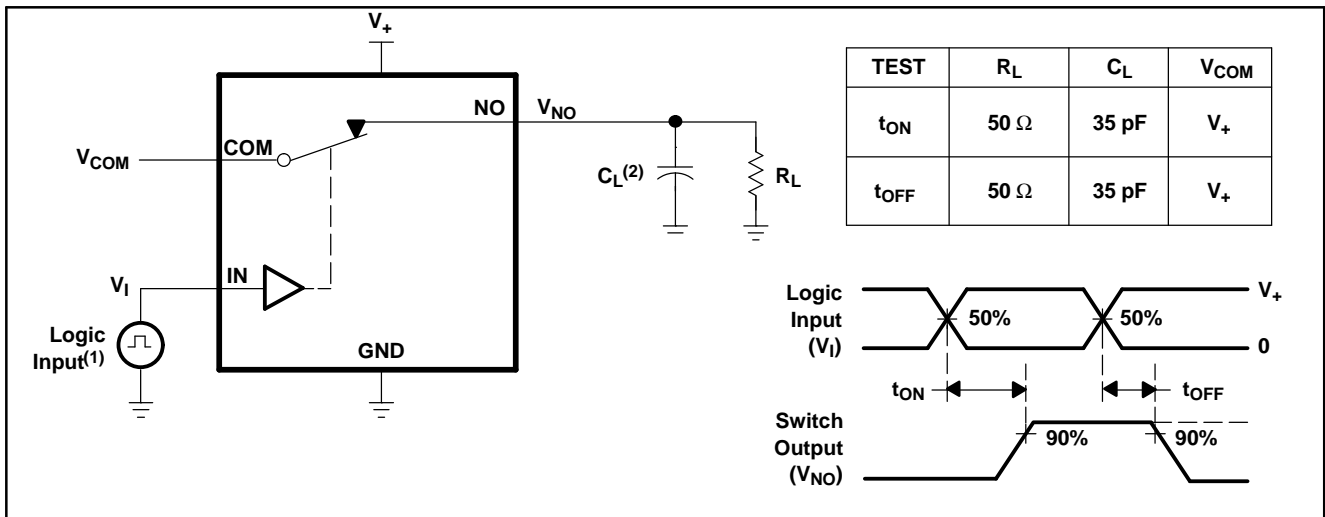 V+
NO
VNO
VCOM
COM
CL(2)
RL
VI
IN
Logic
Input(1)
GND
TEST RL CL VCOM
tON 50 Ω 35 pF V+
tOFF 50 Ω 35 pF V+
Logic
Input
(VI)
50%
50%
V+
0
tON
tOFF
Switch
Output
(VNO)
90%
90%